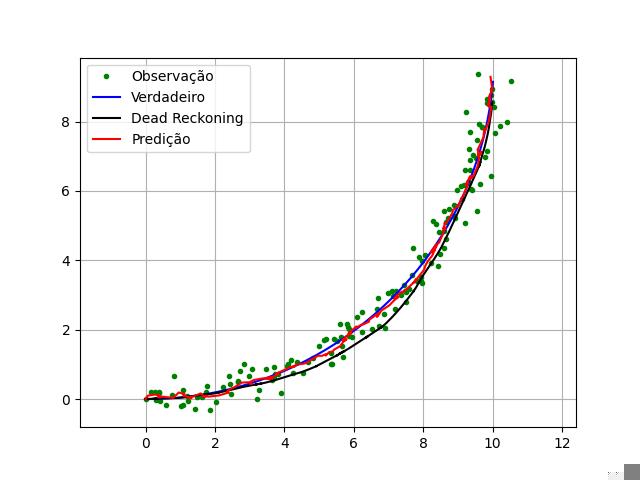 Observação
Verdadeiro
Dead Reckoning
Predição
8
6
4
2
0
0 2 4 6 8 10 12